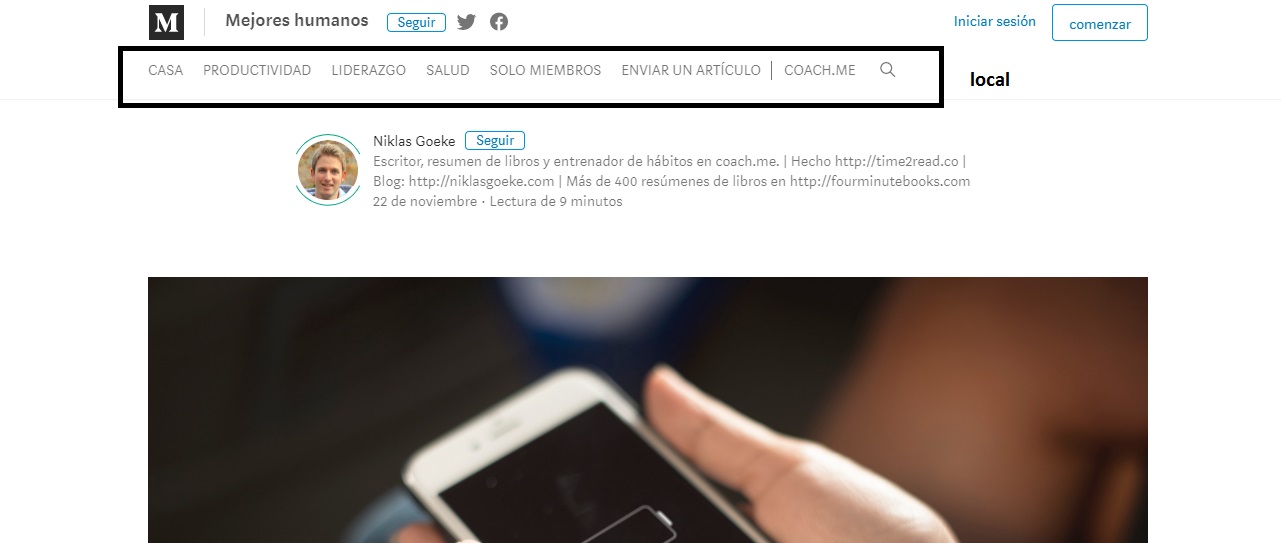 M Mejores humanos Seguir Iniciar sesión comenzar
CASA PRODUCTIVIDAD LIDERAZGO SALUD SOLO MIEMBROS ENVIAR UN ARTÍCULO | COACH.ME
local
Niklas Goeke Seguir
Escritor, resumen de libros y entrenador de hábitos en coach.me. | Hecho http://time2read.co |
Blog: http://niklasgoeke.com | Más de 400 resúmenes de libros en http://fourminutebooks.com
22 de noviembre · Lectura de 9 minutos